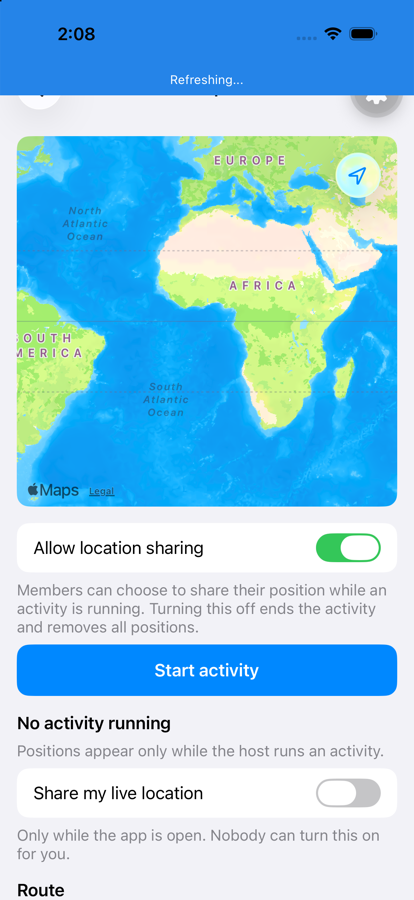 2:08
Refreshing...
EUROPE
North
Atlantic
Ocean
AFRICA
OUTH
MERICA
South
Atlantic
Ocean
Maps Legal
Allow location sharing
Members can choose to share their position while an
activity is running. Turning this off ends the activity
and removes all positions.
Start activity
No activity running
Positions appear only while the host runs an activity.
Share my live location
Only while the app is open. Nobody can turn this on
for you.
Route